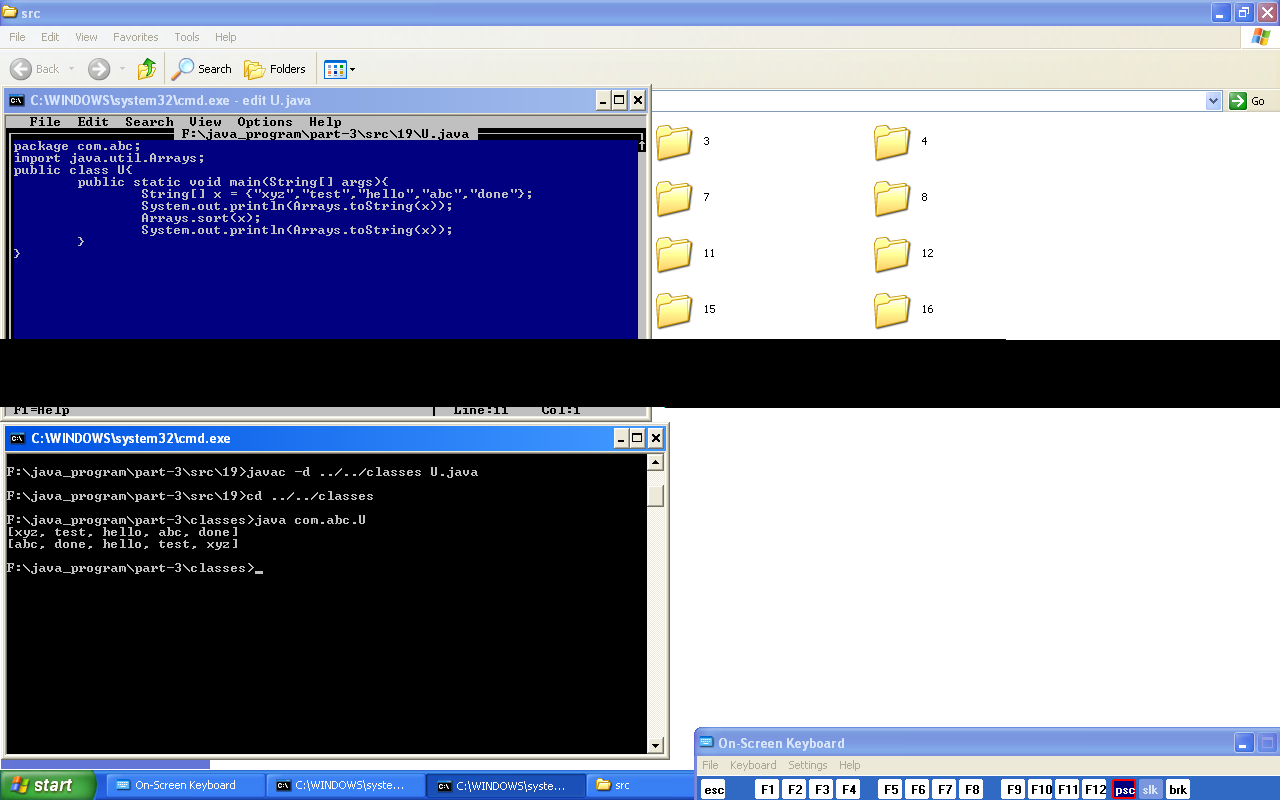 src
File Edit View Favorites Tools Help
Back Search Folders
Go
C:\WINDOWS\system32\cmd.exe - edit U.java
File Edit Search View Options Help
F:\java_program\part-3\src\19\U.java
package com.abc;
import java.util.Arrays;
public class U{
public static void main(String[] args){
String[] x = {"xyz","test","hello","abc","done"};
System.out.println(Arrays.toString(x));
Arrays.sort(x);
System.out.println(Arrays.toString(x));
}
}
F1=Help Line:11 Col:1
3 4
7 8
11 12
15 16
C:\WINDOWS\system32\cmd.exe
F:\java_program\part-3\src\19>javac -d ../../classes U.java
F:\java_program\part-3\src\19>cd ../../classes
F:\java_program\part-3\classes>java com.abc.U
[xyz, test, hello, abc, done]
[abc, done, hello, test, xyz]
F:\java_program\part-3\classes>_
On-Screen Keyboard
File Keyboard Settings Help
esc F1 F2 F3 F4 F5 F6 F7 F8 F9 F10 F11 F12 psc slk brk
start On-Screen Keyboard C:\WINDOWS\syste... C:\WINDOWS\syste... src